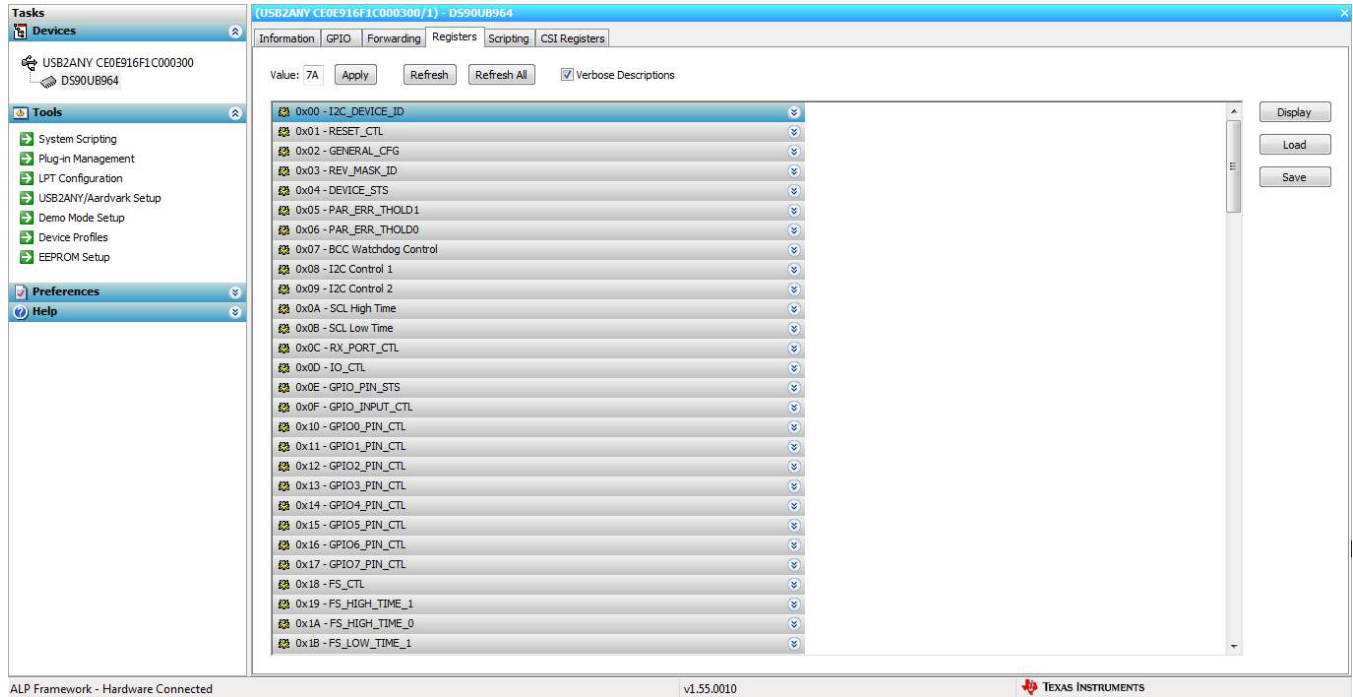 Tasks
Devices
USB2ANY CE0E916F1C000300
DS90UB964
Tools
System Scripting
Plug-in Management
LPT Configuration
USB2ANY/Aardvark Setup
Demo Mode Setup
Device Profiles
EEPROM Setup
Preferences
Help
(USB2ANY CE0E916F1C000300/1) - DS90UB964
Information GPIO Forwarding Registers Scripting CSI Registers
Value: 7A Apply Refresh Refresh All Verbose Descriptions
0x00 - I2C_DEVICE_ID
0x01 - RESET_CTL
0x02 - GENERAL_CFG
0x03 - REV_MASK_ID
0x04 - DEVICE_STS
0x05 - PAR_ERR_THOLD1
0x06 - PAR_ERR_THOLD0
0x07 - BCC Watchdog Control
0x08 - I2C Control 1
0x09 - I2C Control 2
0x0A - SCL High Time
0x0B - SCL Low Time
0x0C - RX_PORT_CTL
0x0D - IO_CTL
0x0E - GPIO_PIN_STS
0x0F - GPIO_INPUT_CTL
0x10 - GPIO0_PIN_CTL
0x11 - GPIO1_PIN_CTL
0x12 - GPIO2_PIN_CTL
0x13 - GPIO3_PIN_CTL
0x14 - GPIO4_PIN_CTL
0x15 - GPIO5_PIN_CTL
0x16 - GPIO6_PIN_CTL
0x17 - GPIO7_PIN_CTL
0x18 - FS_CTL
0x19 - FS_HIGH_TIME_1
0x1A - FS_HIGH_TIME_0
0x1B - FS_LOW_TIME_1
Display
Load
Save
ALP Framework - Hardware Connected v1.55.0010 TEXAS INSTRUMENTS